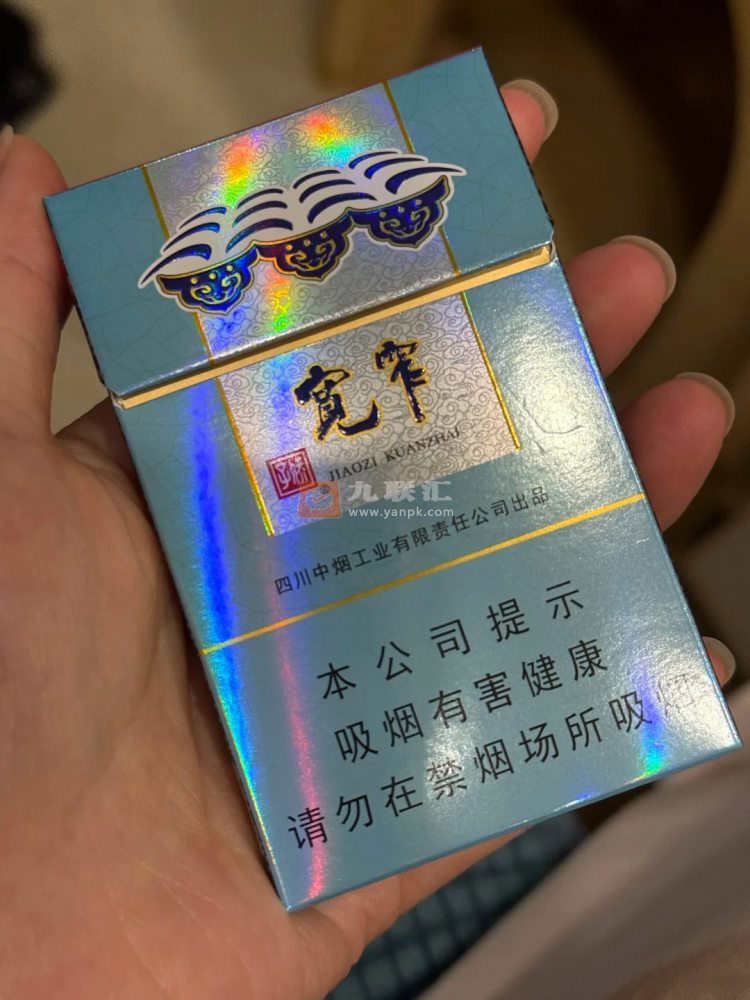 宽窄
娇子
JIAOZI KUANZHAI
九联汇
www.yanpk.com
四川中烟工业有限责任公司出品
本公司提示
吸烟有害健康
请勿在禁烟场所吸烟